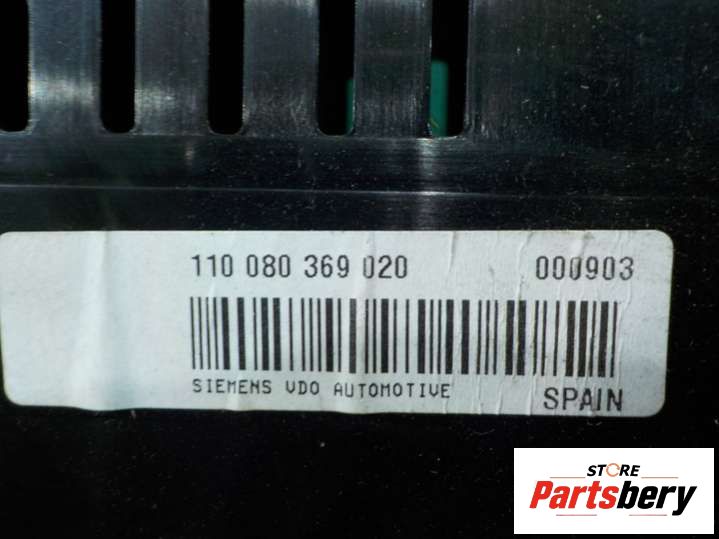 110 080 369 020 000903
SIEMENS VDO AUTOMOTIVE
SPAIN
STORE
Partsbery